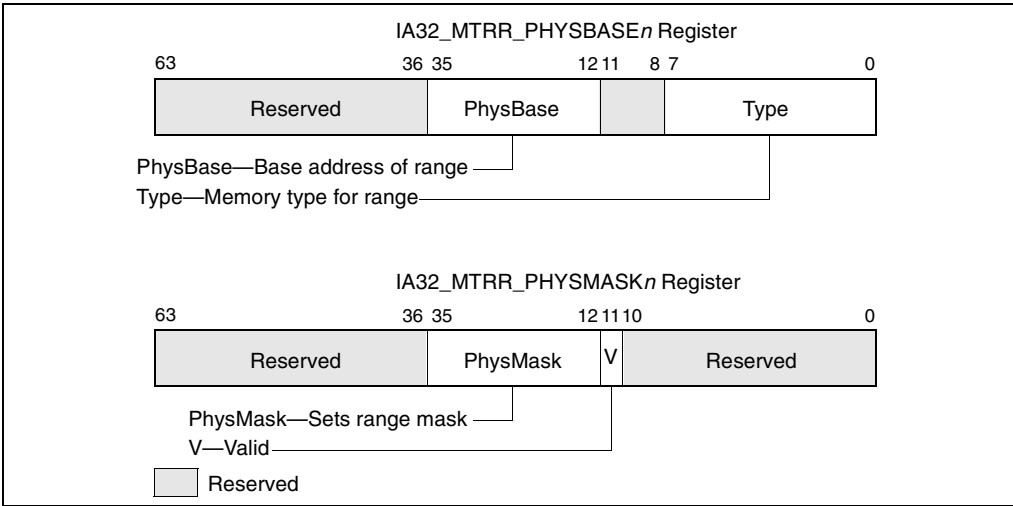 IA32_MTRR_PHYSBASEn Register
63 36 35 12 11 8 7 0
Reserved PhysBase Type
PhysBase—Base address of range
Type—Memory type for range
IA32_MTRR_PHYSMASKn Register
63 36 35 12 11 10 0
Reserved PhysMask V Reserved
PhysMask—Sets range mask
V—Valid
Reserved